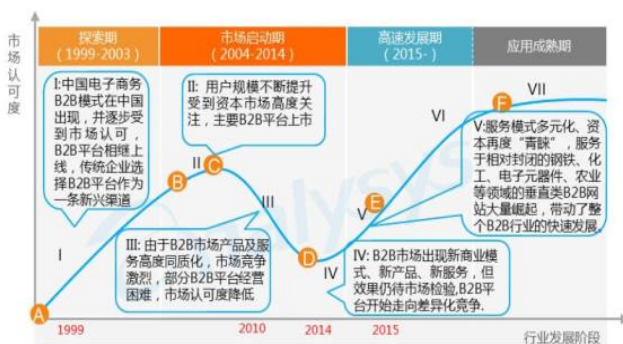 探索期
(1999-2003)
市场启动期
(2004-2014)
高速发展期
(2015-)
应用成熟期
市场认可度
I:中国电子商务
B2B模式在中国
出现，并逐步受
到市场认可，
B2B平台相继上
线，传统企业选
择B2B平台作为
一条新兴渠道
II: 用户规模不断提升
受到资本市场高度关
注，主要B2B平台上市
III: 由于B2B市场产品及服
务高度同质化，市场竞争
激烈，部分B2B平台经营
困难，市场认可度降低
IV: B2B市场出现新商业模
式、新产品、新服务，但
效果仍待市场检验,B2B平
台开始走向差异化竞争.
V:服务模式多元化、资
本再度“青睐”，服务
于相对封闭的钢铁、化
工、电子元器件、农业
等领域的垂直类B2B网
站大量崛起，带动了整
个B2B行业的快速发展.
I
II
III
IV
V
VI
VII
A
B
C
D
E
F
1999
2010
2014
2015
行业发展阶段